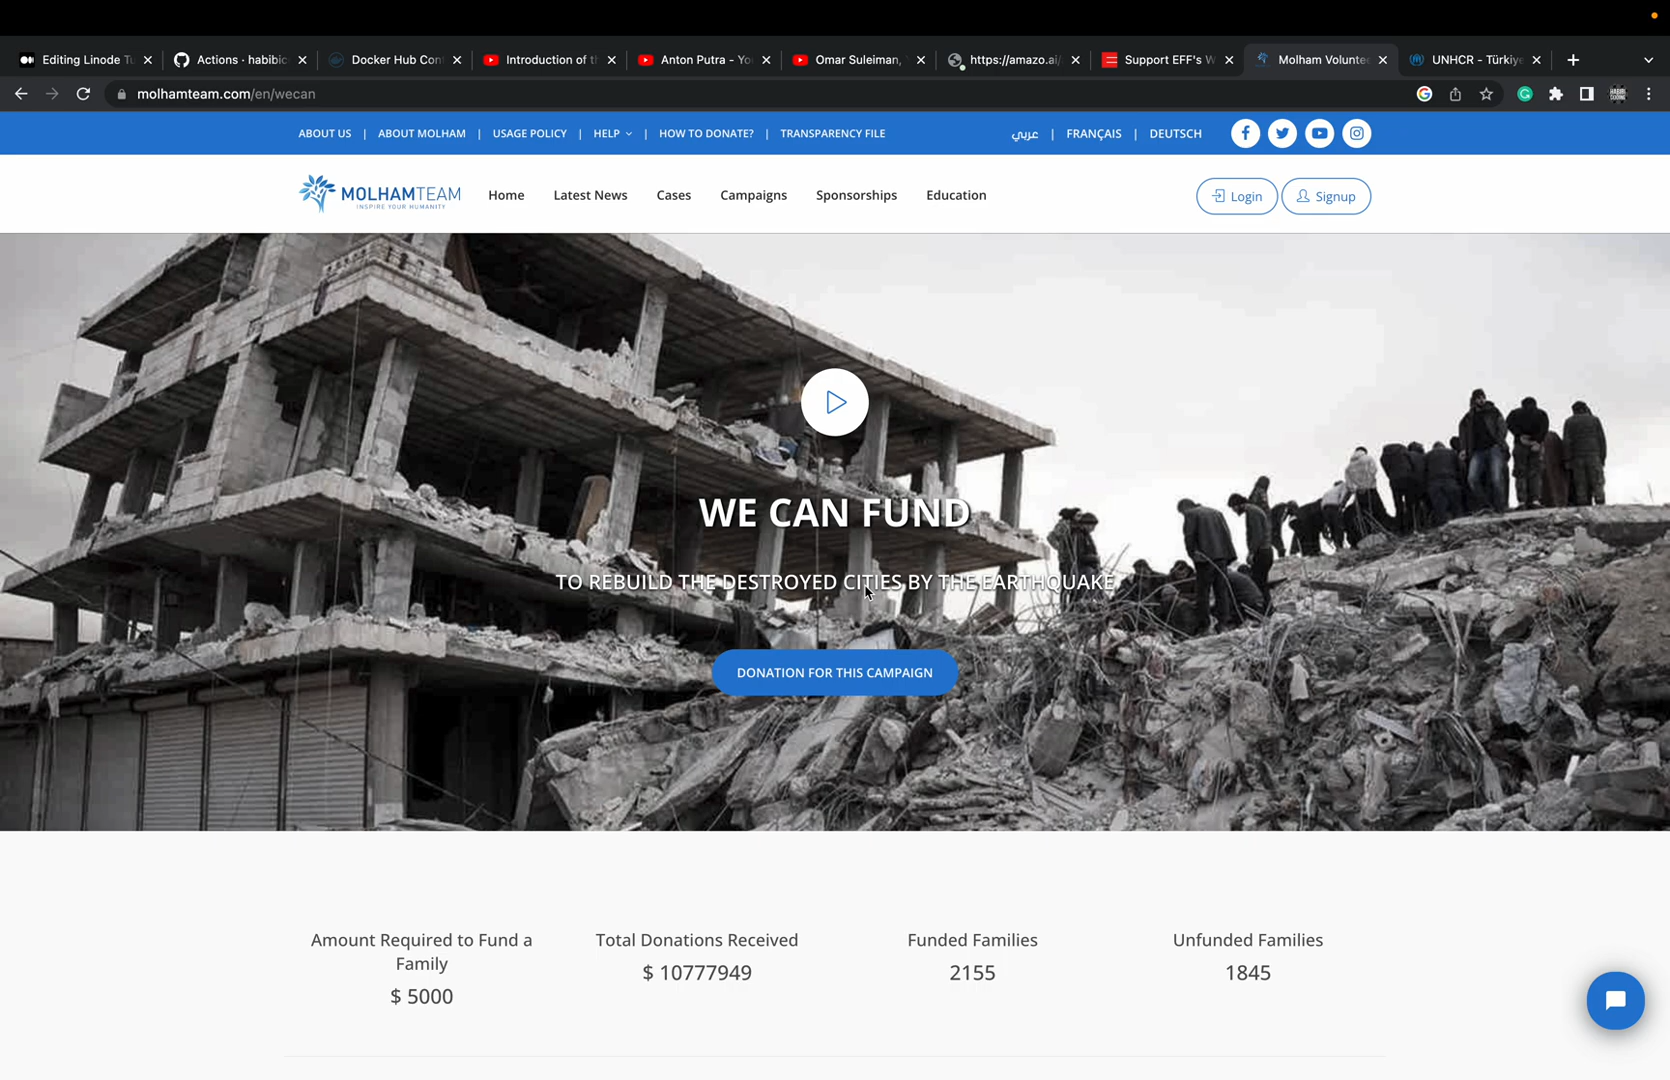 Editing Linode Tu
Actions · habibic
Docker Hub Con
Introduction of t
Anton Putra - Yo
Omar Suleiman,
https://amazo.ai/
Support EFF's W
Molham Voluntee
UNHCR - Türkiye
molhamteam.com/en/wecan
ABOUT US | ABOUT MOLHAM | USAGE POLICY | HELP | HOW TO DONATE? | TRANSPARENCY FILE
عربي | FRANÇAIS | DEUTSCH
MOLHAMTEAM
INSPIRE YOUR HUMANITY
Home Latest News Cases Campaigns Sponsorships Education
Login Signup
WE CAN FUND
TO REBUILD THE DESTROYED CITIES BY THE EARTHQUAKE
DONATION FOR THIS CAMPAIGN
Amount Required to Fund a
Family
$ 5000
Total Donations Received
$ 10777949
Funded Families
2155
Unfunded Families
1845